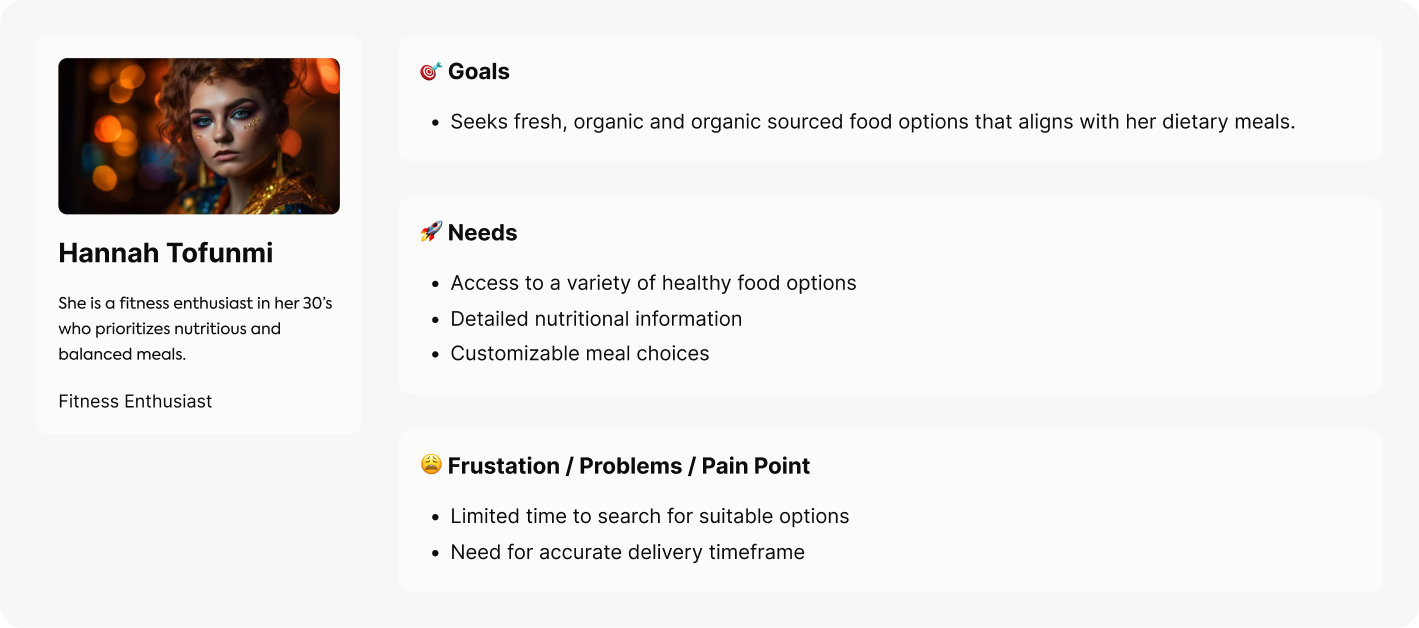 Hannah Tofunmi
She is a fitness enthusiast in her 30’s
who prioritizes nutritious and
balanced meals.
Fitness Enthusiast
🎯 Goals
• Seeks fresh, organic and organic sourced food options that aligns with her dietary meals.
🚀 Needs
• Access to a variety of healthy food options
• Detailed nutritional information
• Customizable meal choices
😩 Frustation / Problems / Pain Point
• Limited time to search for suitable options
• Need for accurate delivery timeframe